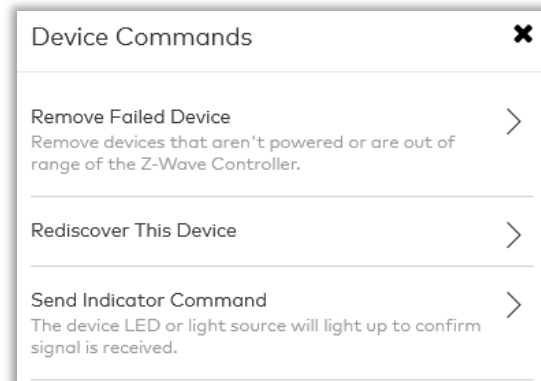 Device Commands
Remove Failed Device
Remove devices that aren't powered or are out of
range of the Z-Wave Controller.
Rediscover This Device
Send Indicator Command
The device LED or light source will light up to confirm
signal is received.